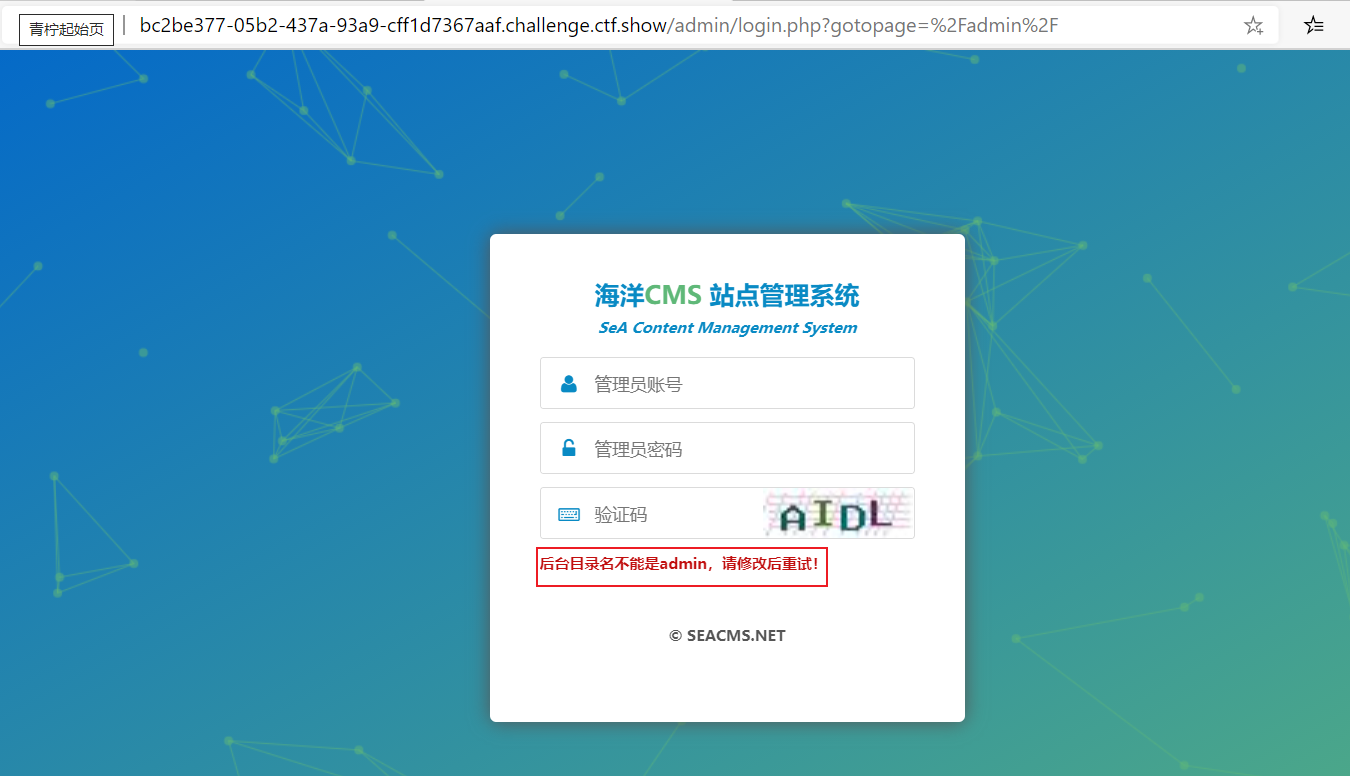 青柠起始页
bc2be377-05b2-437a-93a9-cff1d7367aaf.challenge.ctf.show/admin/login.php?gotopage=%2Fadmin%2F
海洋CMS 站点管理系统
SeA Content Management System
管理员账号
管理员密码
验证码 AIDL
后台目录名不能是admin，请修改后重试！
© SEACMS.NET